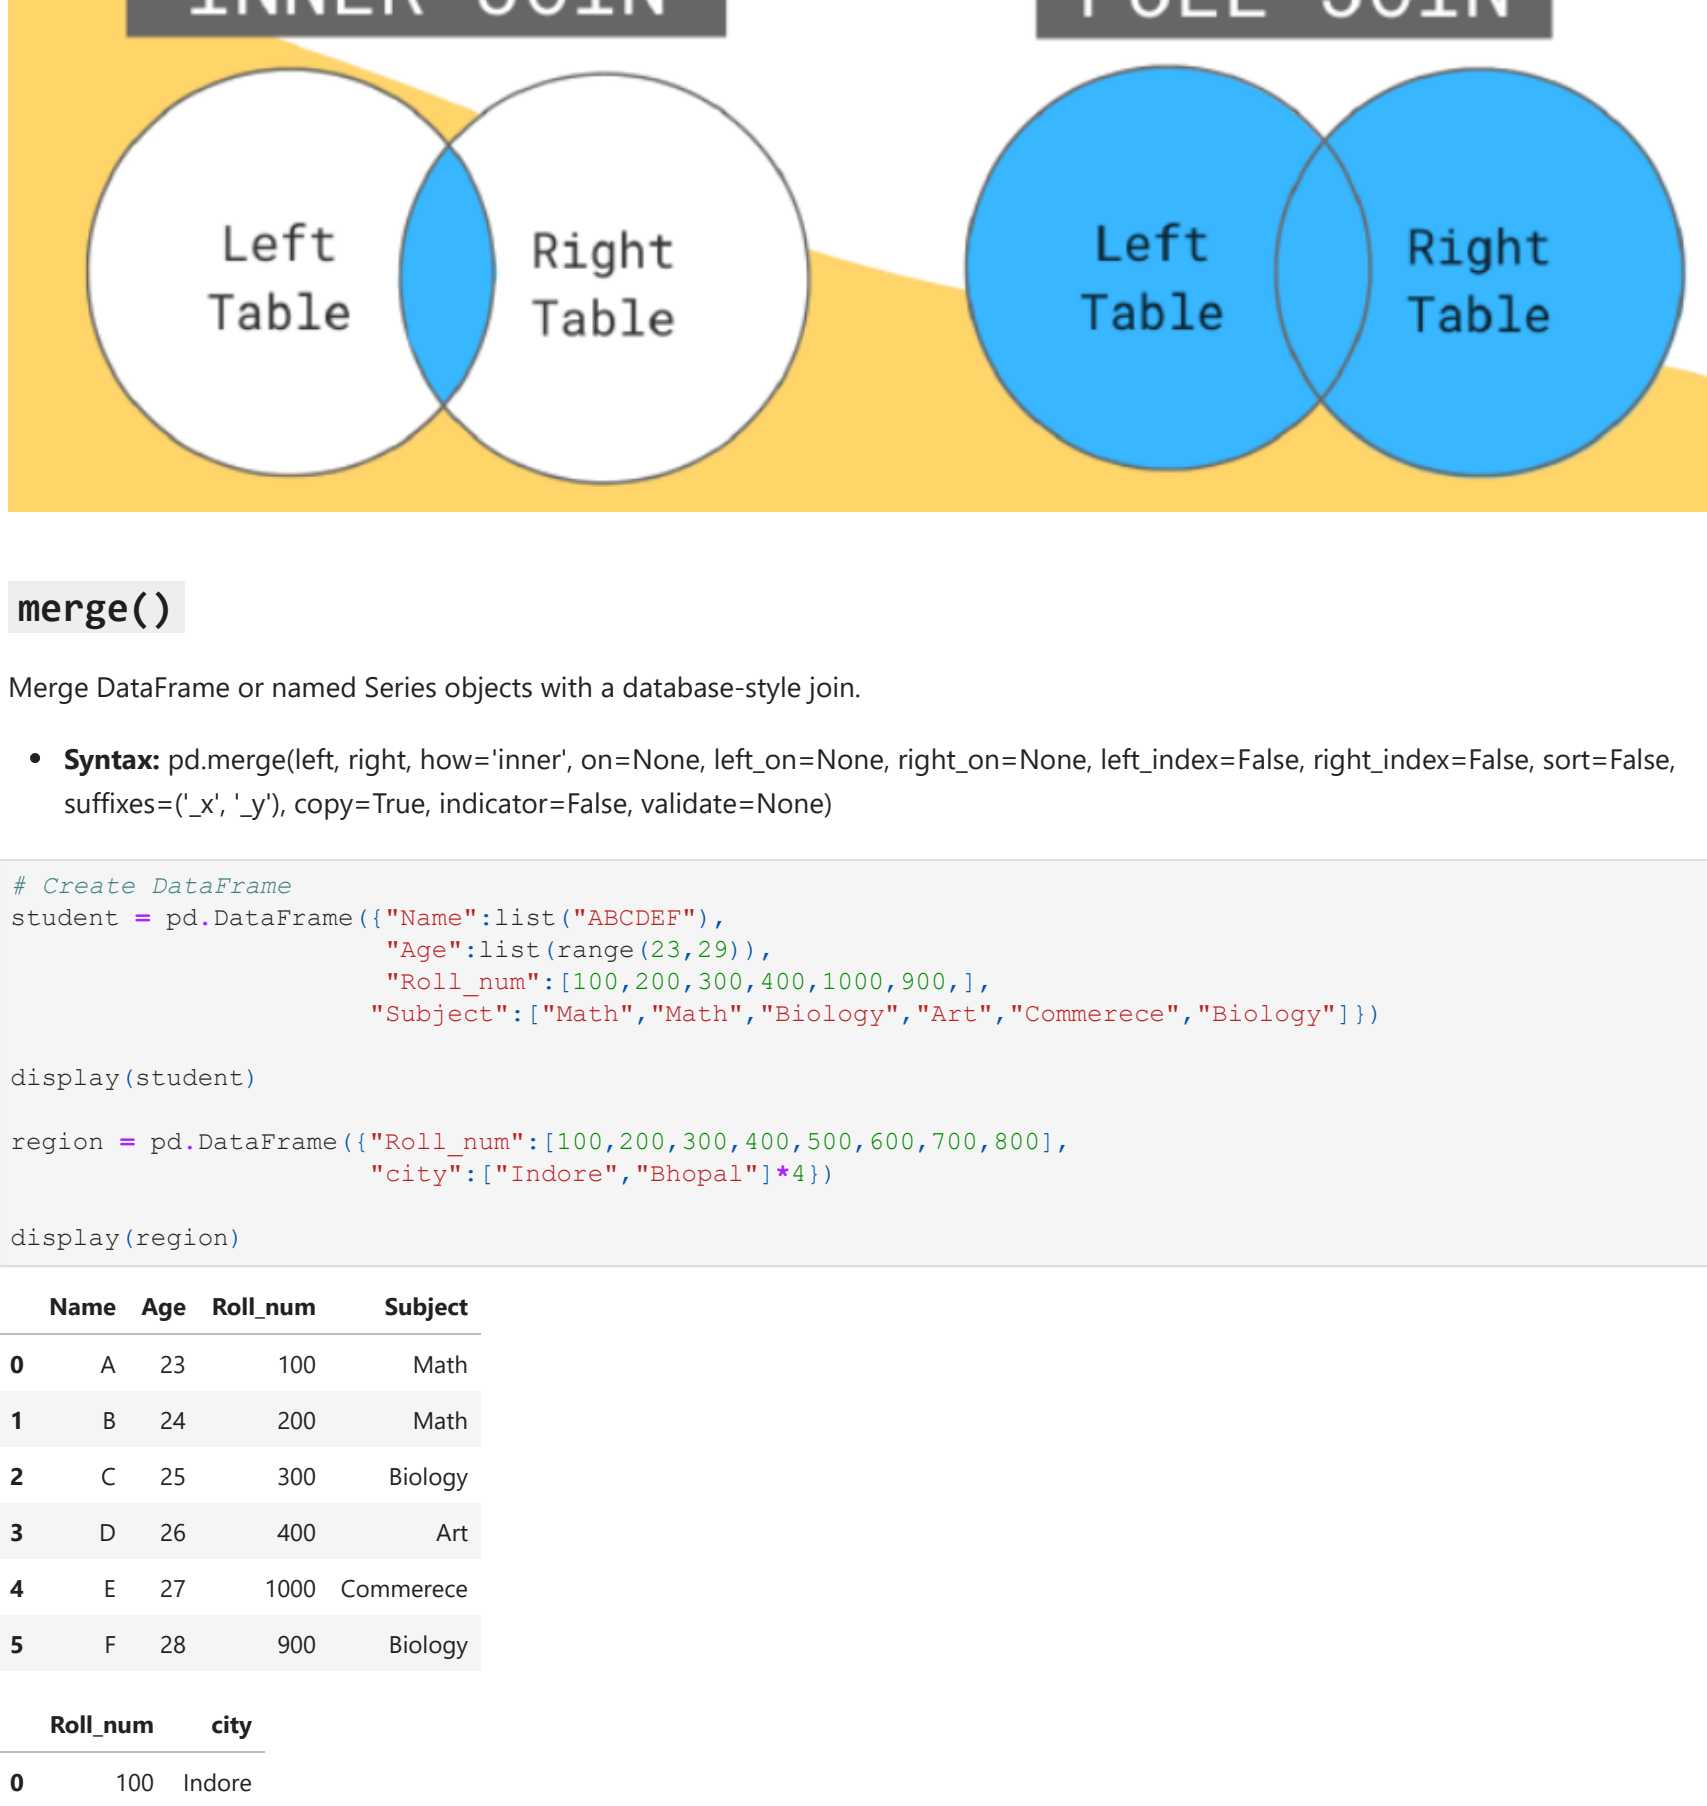 INNER JOIN FULL JOIN
Left Right Left Right
Table Table Table Table
merge()
Merge DataFrame or named Series objects with a database-style join.
• Syntax: pd.merge(left, right, how='inner', on=None, left_on=None, right_on=None, left_index=False, right_index=False, sort=False,
suffixes=('_x', '_y'), copy=True, indicator=False, validate=None)
# Create DataFrame
student = pd.DataFrame({"Name":list("ABCDEF"),
"Age":list(range(23,29)),
"Roll_num":[100,200,300,400,1000,900,],
"Subject":["Math","Math","Biology","Art","Commerece","Biology"]})
display(student)
region = pd.DataFrame({"Roll_num":[100,200,300,400,500,600,700,800],
"city":["Indore","Bhopal"]*4})
display(region)
Name Age Roll_num Subject
0 A 23 100 Math
1 B 24 200 Math
2 C 25 300 Biology
3 D 26 400 Art
4 E 27 1000 Commerece
5 F 28 900 Biology
Roll_num city
0 100 Indore